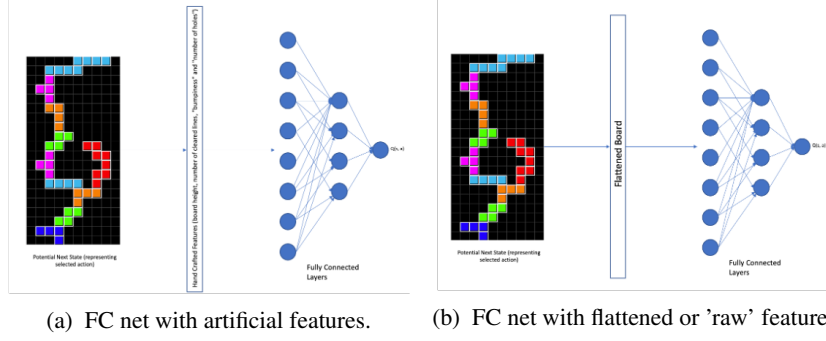 Hand Crafted Features (board height, number of cleared lines, "bumpiness" and "number of holes")
Q(s, a)
Potential Next State (representing
selected action)
Fully Connected
Layers
(a) FC net with artificial features.
Flattened Board
Q(s, a)
Potential Next State (representing
selected action)
Fully Connected
Layers
(b) FC net with flattened or 'raw' feature